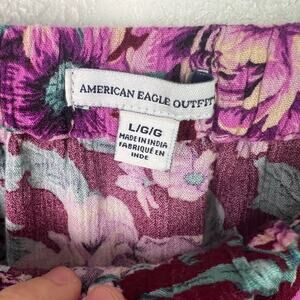 AMERICAN EAGLE OUTFIT
L/G/G
MADE IN INDIA
FABRIQUÉ EN
INDE